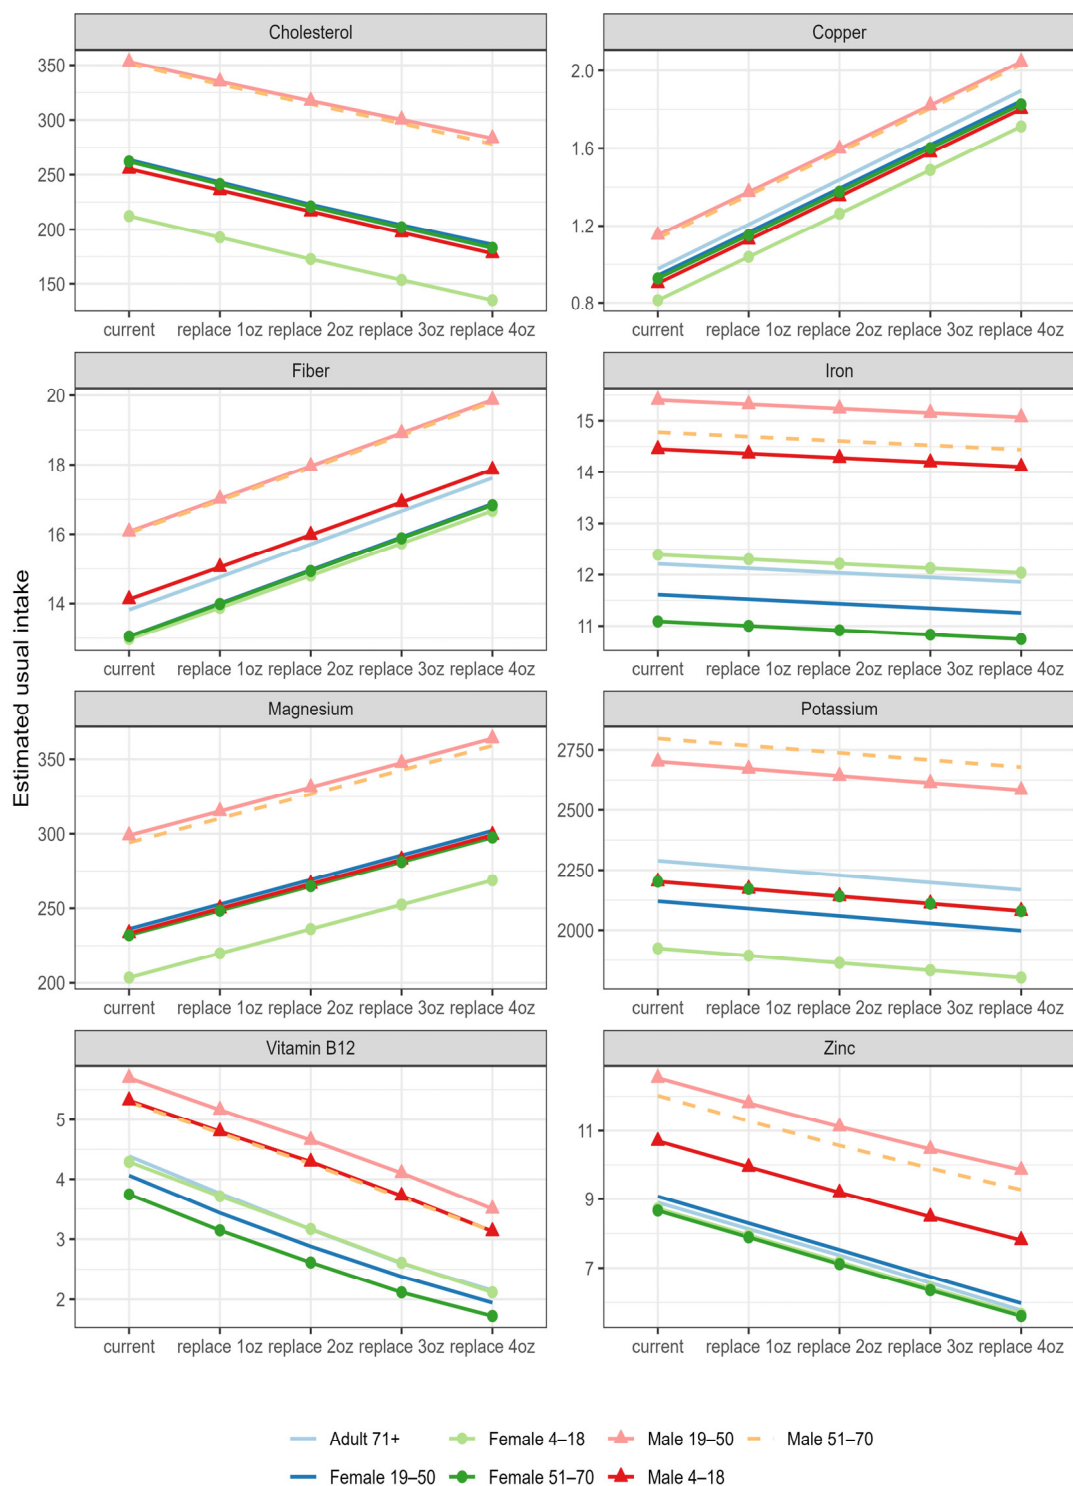 Cholesterol
Copper
350
300
250
200
150
2.0
1.6
1.2
0.8
current replace 1oz replace 2oz replace 3oz replace 4oz
current replace 1oz replace 2oz replace 3oz replace 4oz
Fiber
Iron
20
18
16
14
15
14
13
12
11
current replace 1oz replace 2oz replace 3oz replace 4oz
current replace 1oz replace 2oz replace 3oz replace 4oz
Estimated usual intake
Magnesium
Potassium
350
300
250
200
2750
2500
2250
2000
current replace 1oz replace 2oz replace 3oz replace 4oz
current replace 1oz replace 2oz replace 3oz replace 4oz
Vitamin B12
Zinc
5
4
3
2
11
9
7
current replace 1oz replace 2oz replace 3oz replace 4oz
current replace 1oz replace 2oz replace 3oz replace 4oz
Adult 71+ Female 4–18 Male 19–50 Male 51–70
Female 19–50 Female 51–70 Male 4–18